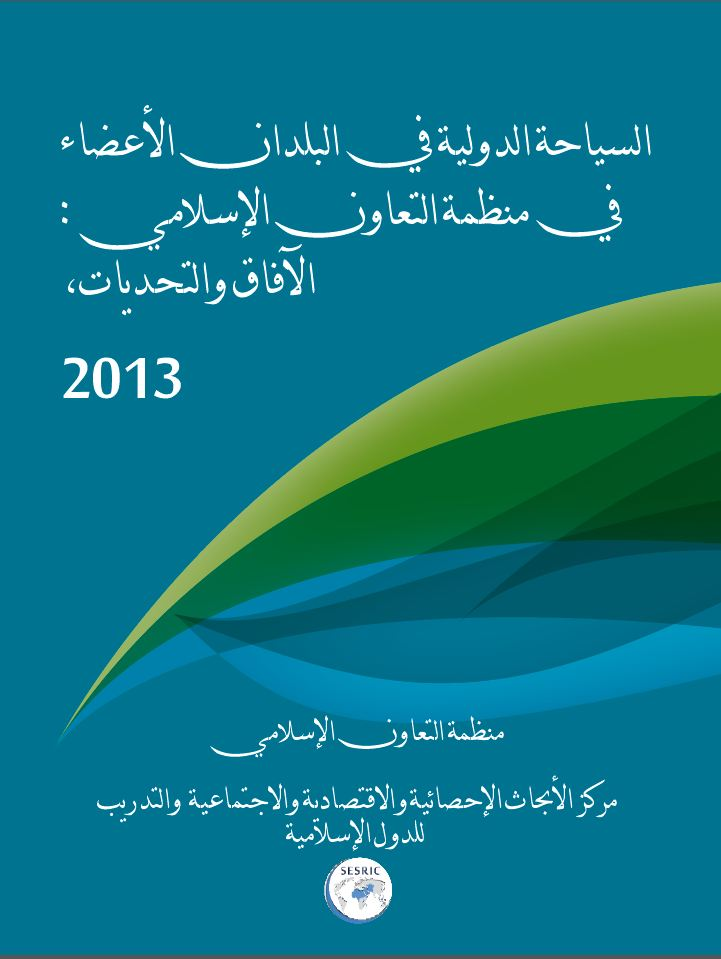 السياحة الدولية في البلدان الأعضاء
في منظمة التعاون الإسلامي :
الآفاق والتحديات،
2013
منظمة التعاون الإسلامي
مركز الأبحاث الإحصائية والاقتصادية والاجتماعية والتدريب
للدول الإسلامية
SESRIC